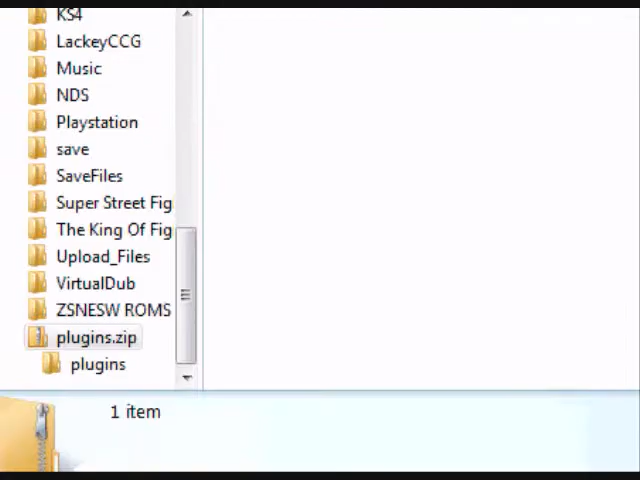 KS4
LackeyCCG
Music
NDS
Playstation
save
SaveFiles
Super Street Fig
The King Of Fig
Upload_Files
VirtualDub
ZSNESW ROMS
plugins.zip
plugins
1 item